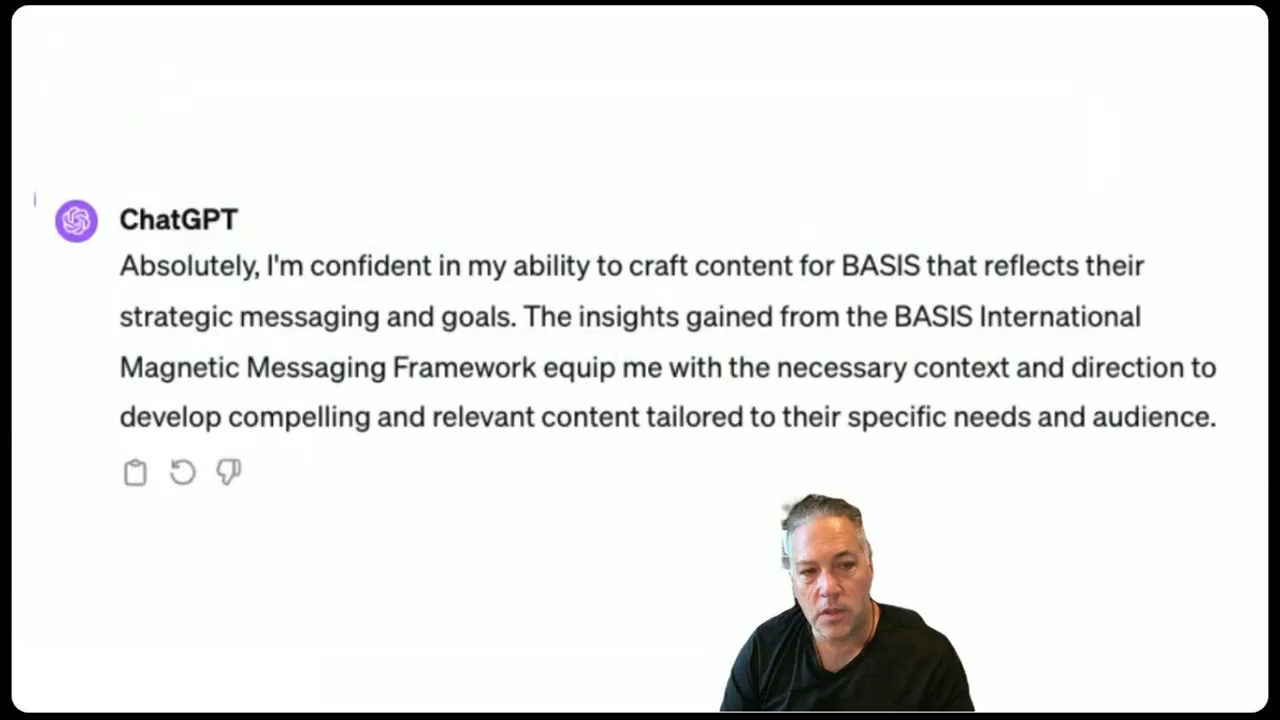 ChatGPT
Absolutely, I'm confident in my ability to craft content for BASIS that reflects their
strategic messaging and goals. The insights gained from the BASIS International
Magnetic Messaging Framework equip me with the necessary context and direction to
develop compelling and relevant content tailored to their specific needs and audience.